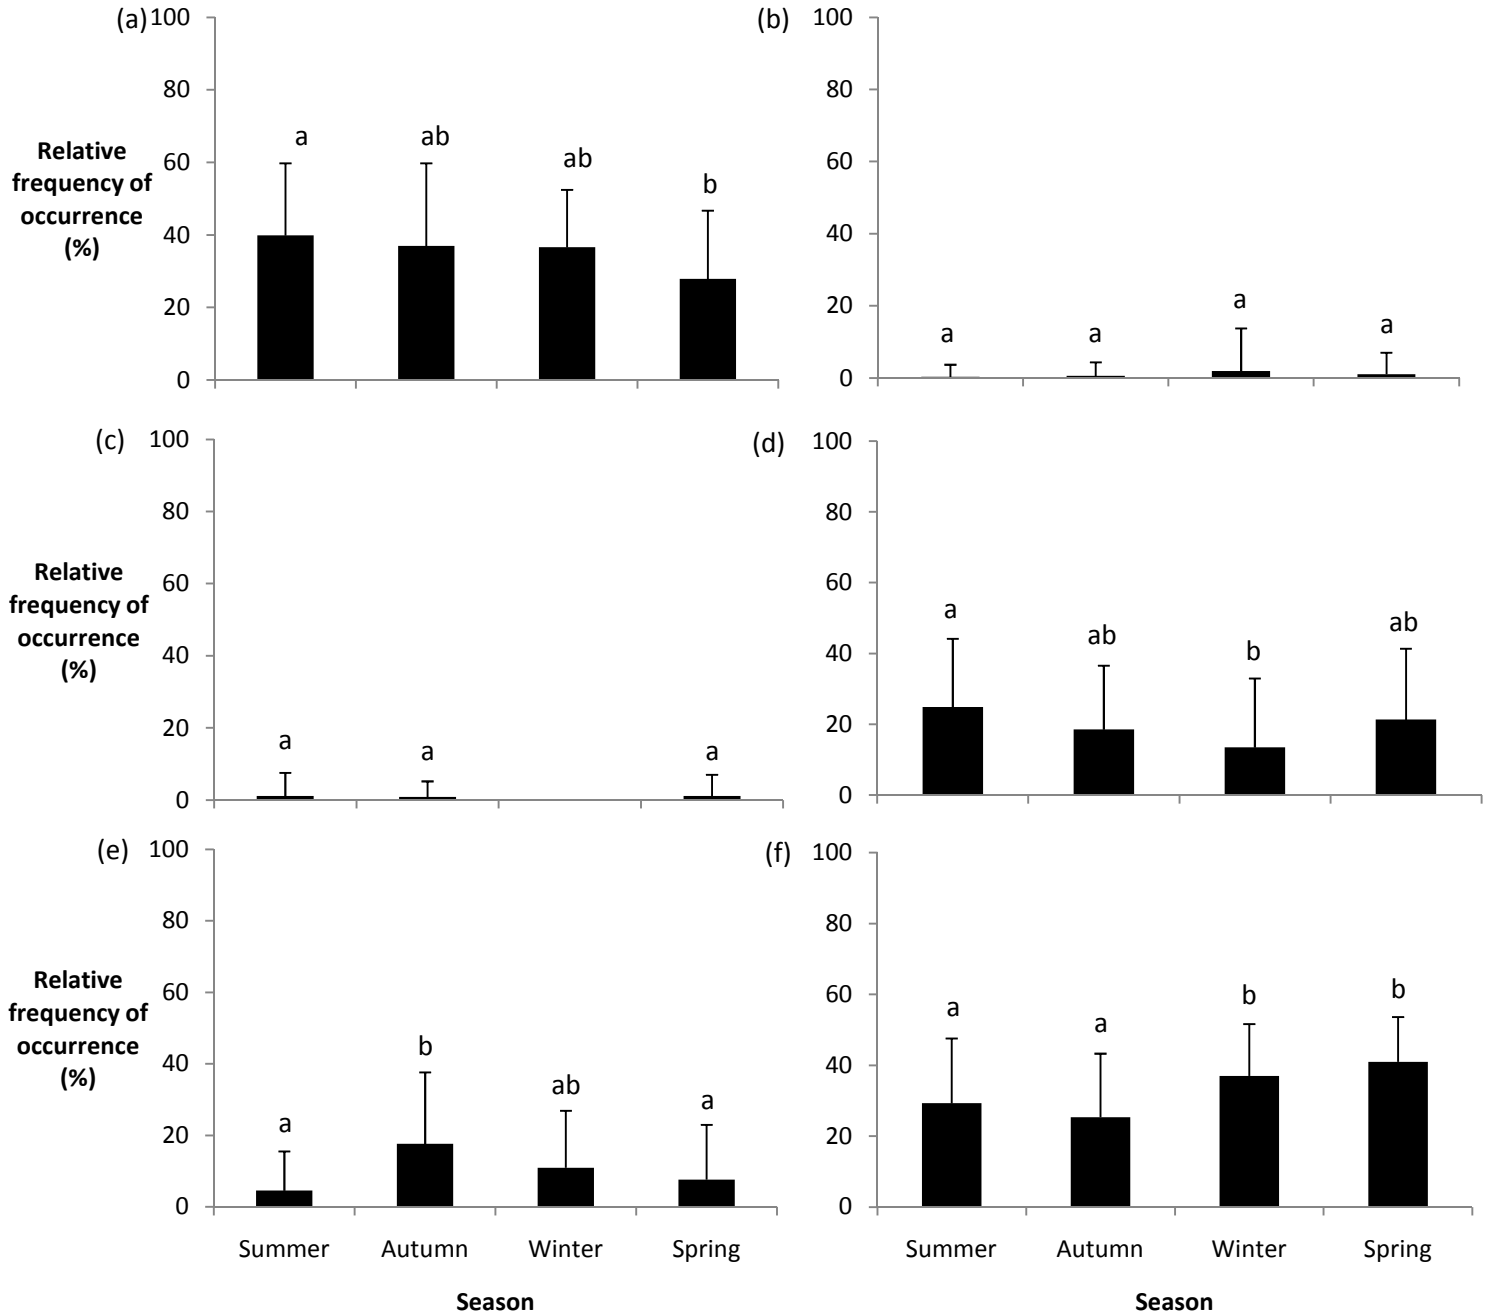 (a)
100
80
60
40
20
0
Relative
frequency of
occurrence
(%)
a
ab
ab
b
(b)
100
80
60
40
20
0
a
a
a
a
(c)
100
80
60
40
20
0
Relative
frequency of
occurrence
(%)
a
a
a
(d)
100
80
60
40
20
0
a
ab
b
ab
(e)
100
80
60
40
20
0
Relative
frequency of
occurrence
(%)
a
b
ab
a
Summer Autumn Winter Spring
Season
(f)
100
80
60
40
20
0
a
a
b
b
Summer Autumn Winter Spring
Season